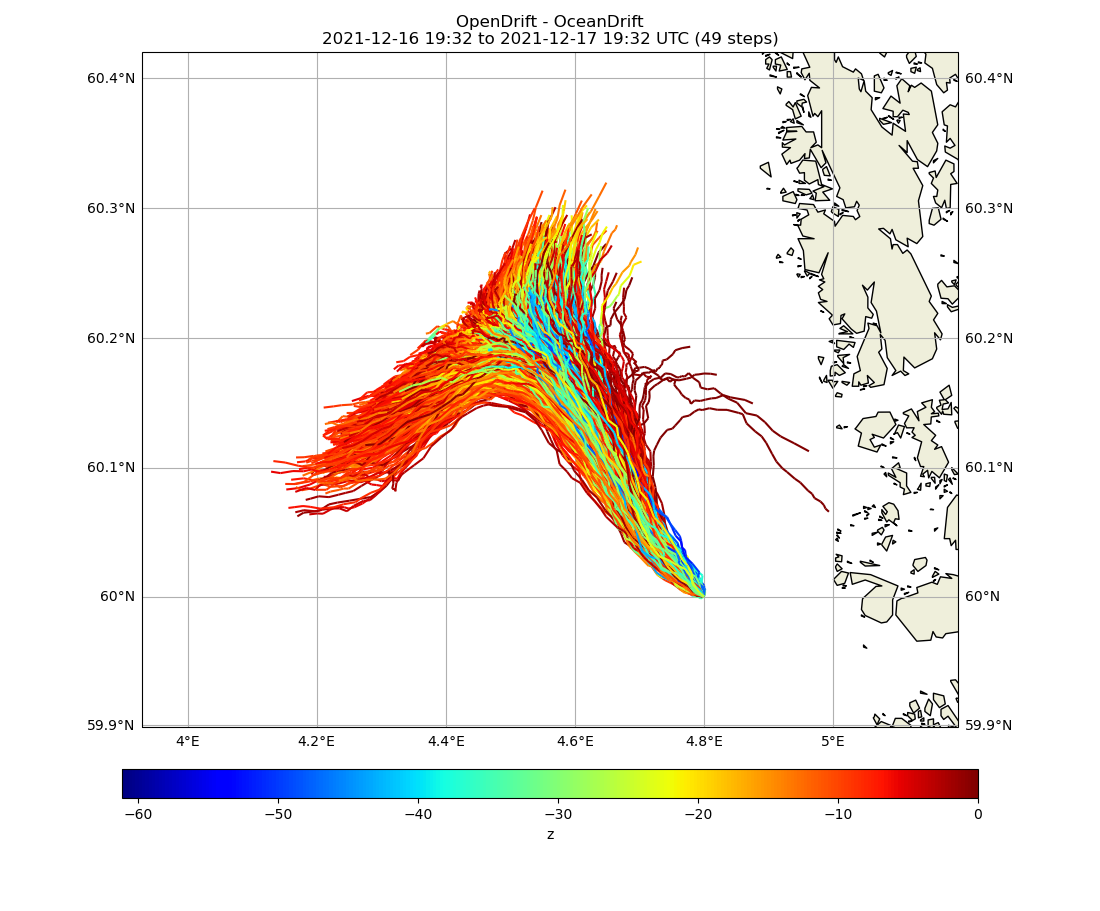 OpenDrift - OceanDrift
2021-12-16 19:32 to 2021-12-17 19:32 UTC (49 steps)
60.4°N 60.4°N
60.3°N 60.3°N
60.2°N 60.2°N
60.1°N 60.1°N
60°N 60°N
59.9°N 59.9°N
4°E 4.2°E 4.4°E 4.6°E 4.8°E 5°E
−60 −50 −40 −30 −20 −10 0
z